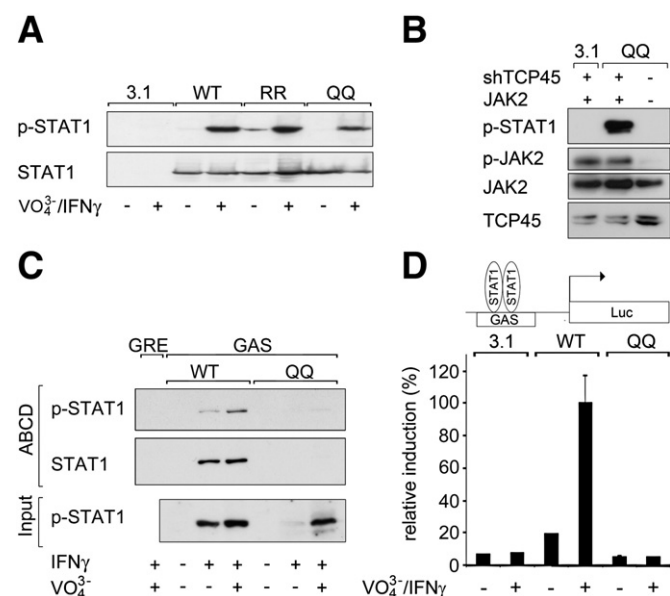 A
3.1 WT RR QQ
p-STAT1
STAT1
VO₄³⁻/IFNγ - + - + - + - +
B
3.1 QQ
shTCP45 + + -
JAK2 + + -
p-STAT1
p-JAK2
JAK2
TCP45
C
GRE GAS
WT QQ
ABCD
p-STAT1
STAT1
Input
p-STAT1
IFNγ + - + + - + +
VO₄³⁻ + - - + - - +
D
STAT1 STAT1
GAS Luc
3.1 WT QQ
relative induction (%)
120
100
80
60
40
20
0
VO₄³⁻/IFNγ - + - + - +